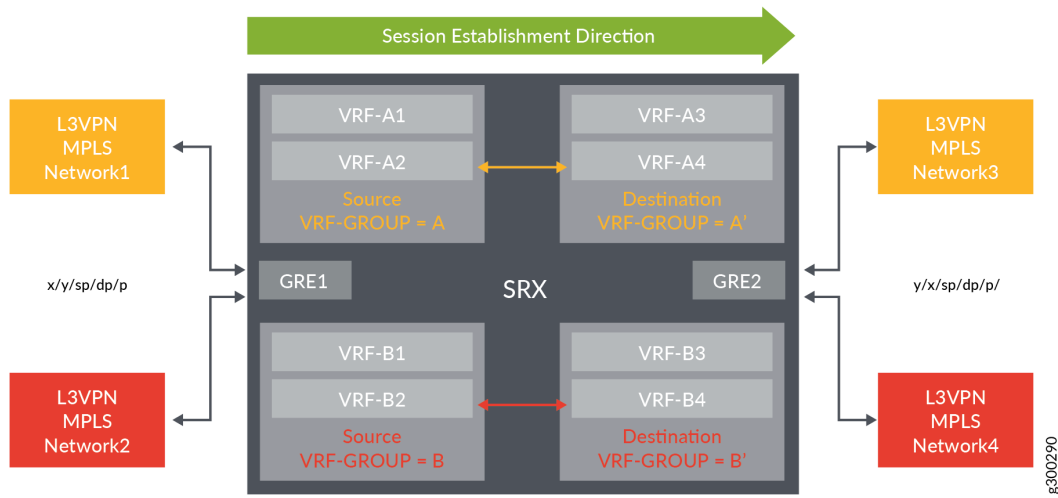 Session Establishment Direction
L3VPN
MPLS
Network1
VRF-A1
VRF-A2
Source
VRF-GROUP = A
VRF-A3
VRF-A4
Destination
VRF-GROUP = A’
L3VPN
MPLS
Network3
x/y/sp/dp/p
GRE1
SRX
GRE2
y/x/sp/dp/p/
L3VPN
MPLS
Network2
VRF-B1
VRF-B2
Source
VRF-GROUP = B
VRF-B3
VRF-B4
Destination
VRF-GROUP = B’
L3VPN
MPLS
Network4
g300290